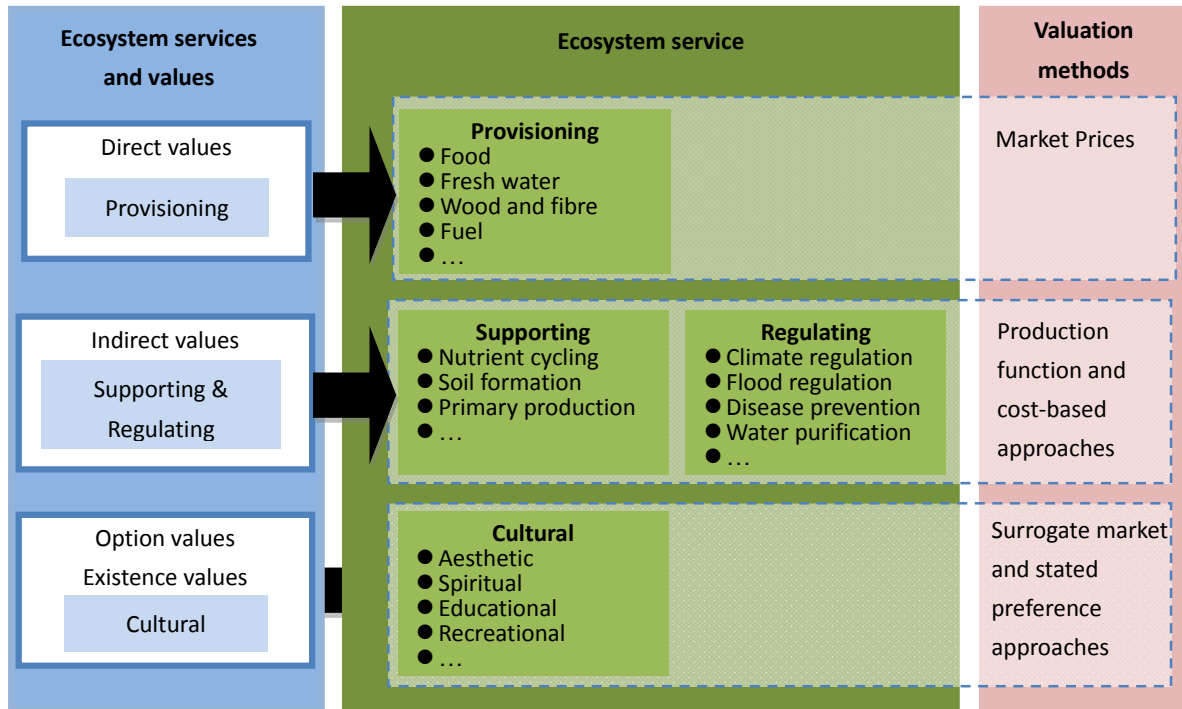 Ecosystem services
and values
Ecosystem service
Valuation
methods
Direct values
Provisioning
Provisioning
● Food
● Fresh water
● Wood and fibre
● Fuel
● …
Market Prices
Indirect values
Supporting &
Regulating
Supporting
● Nutrient cycling
● Soil formation
● Primary production
● …
Regulating
● Climate regulation
● Flood regulation
● Disease prevention
● Water purification
● …
Production
function and
cost-based
approaches
Option values
Existence values
Cultural
Cultural
● Aesthetic
● Spiritual
● Educational
● Recreational
● …
Surrogate market
and stated
preference
approaches